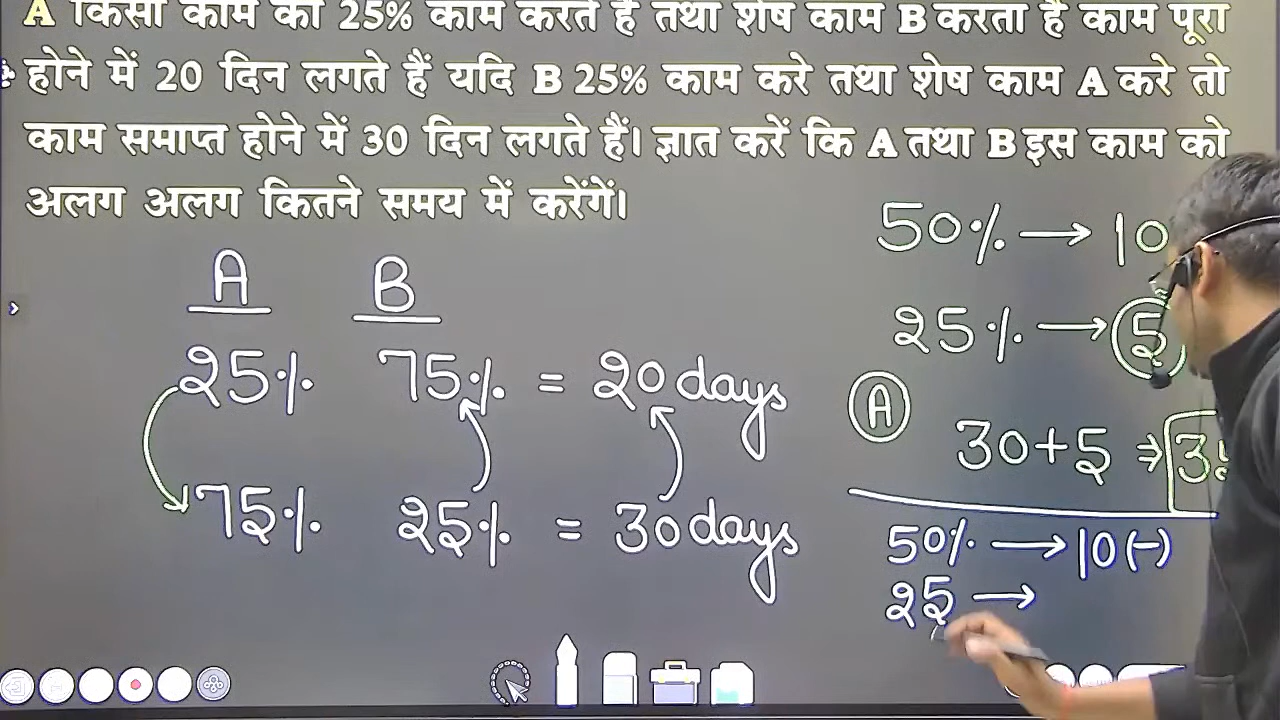 A किसी काम का 25% काम करते हैं तथा शेष काम B करता है काम पूरा
होने में 20 दिन लगते हैं यदि B 25% काम करे तथा शेष काम A करे तो
काम समाप्त होने में 30 दिन लगते हैं। ज्ञात करें कि A तथा B इस काम को
अलग अलग कितने समय में करेंगें।
A B
25% 75% = 20 days
75% 25% = 30 days
50% → 10
25% → 5
A
30+5 ⇒
50% → 10 (-)
25 →